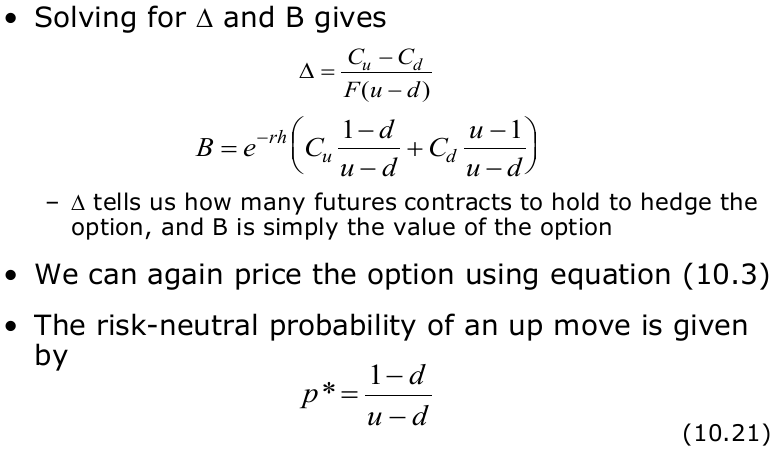 • Solving for Δ and B gives
Δ = \frac{C_u − C_d}{F(u − d)}
B = e^{−rh} \left( C_u \frac{1 − d}{u − d} + C_d \frac{u − 1}{u − d} \right)
– Δ tells us how many futures contracts to hold to hedge the
option, and B is simply the value of the option
• We can again price the option using equation (10.3)
• The risk-neutral probability of an up move is given
by
p* = \frac{1 − d}{u − d}
(10.21)